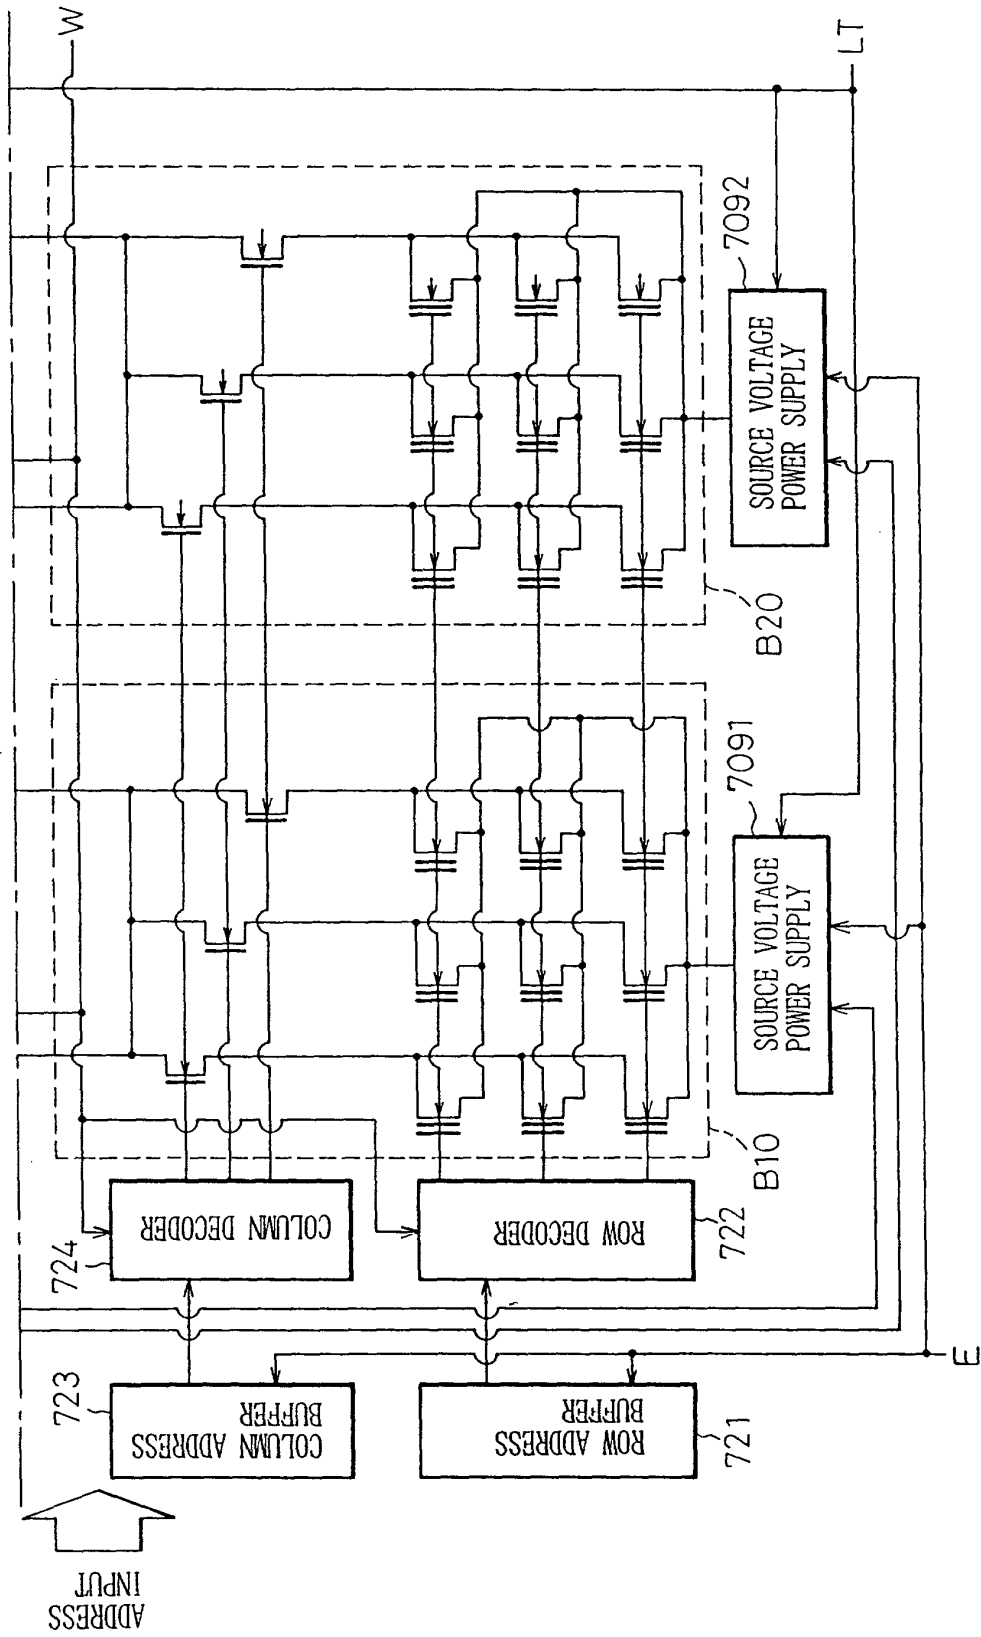 ADDRESS
INPUT
723
COLUMN ADDRESS
BUFFER
ROW ADDRESS
BUFFER
721
724
COLUMN DECODER
ROW DECODER
722
B10
SOURCE VOLTAGE
POWER SUPPLY
7091
B20
SOURCE VOLTAGE
POWER SUPPLY
7092
W
LT
E